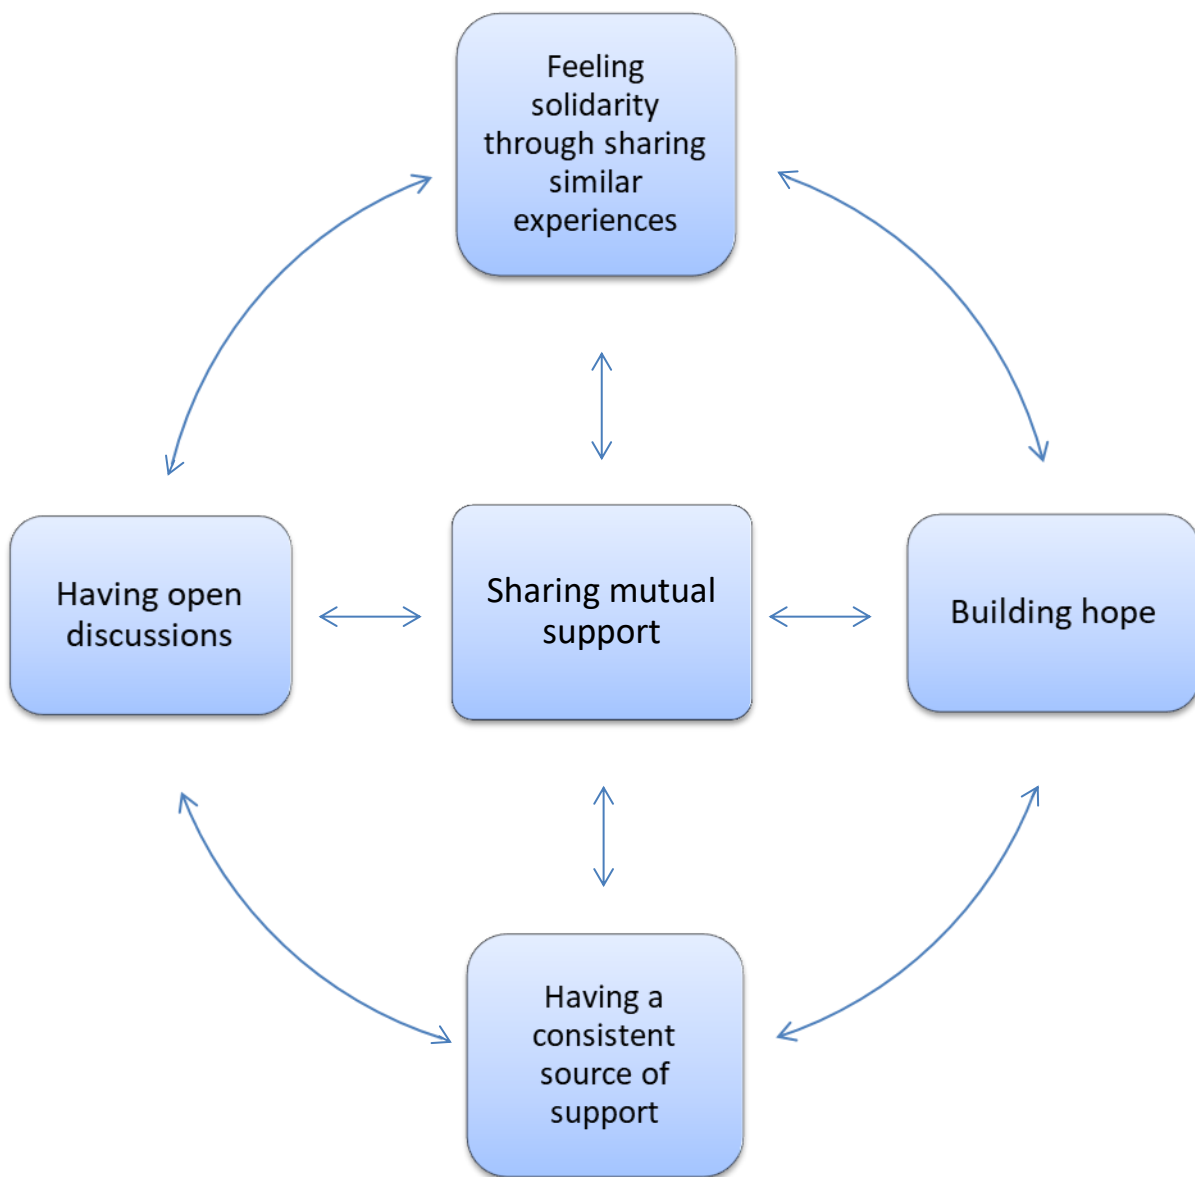 Feeling
solidarity
through sharing
similar
experiences
Having open
discussions
Sharing mutual
support
Building hope
Having a
consistent
source of
support